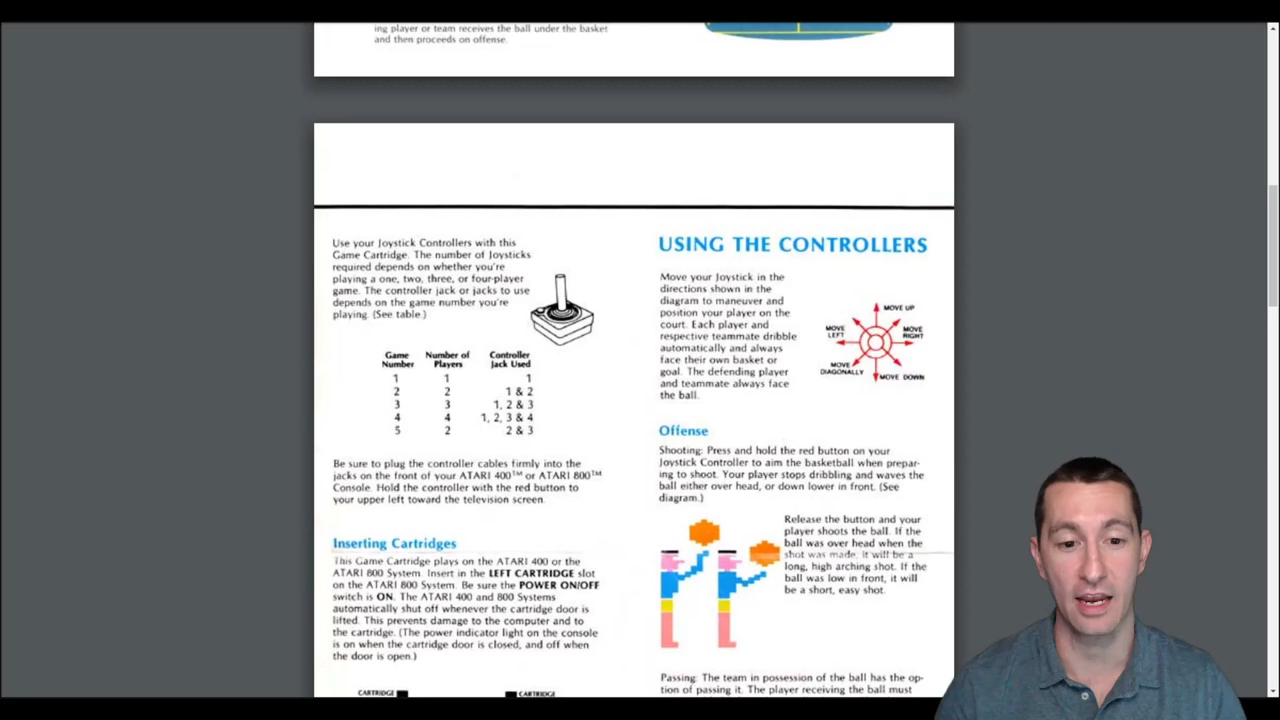 ing player or team receives the ball under the basket
and then proceeds on offense.
Use your Joystick Controllers with this
Game Cartridge. The number of Joysticks
required depends on whether you're
playing a one, two, three, or four-player
game. The controller jack or jacks to use
depends on the game number you're
playing. (See table.)
Game Number Number of Players Controller Jack Used
1 1 1
2 2 1 & 2
3 3 1, 2 & 3
4 4 1, 2, 3 & 4
5 2 2 & 3
Be sure to plug the controller cables firmly into the
jacks on the front of your ATARI 400™ or ATARI 800™
Console. Hold the controller with the red button to
your upper left toward the television screen.
Inserting Cartridges
This Game Cartridge plays on the ATARI 400 or the
ATARI 800 System. Insert in the LEFT CARTRIDGE slot
on the ATARI 800 System. Be sure the POWER ON/OFF
switch is ON. The ATARI 400 and 800 Systems
automatically shut off whenever the cartridge door is
lifted. This prevents damage to the computer and to
the cartridge. (The power indicator light on the console
is on when the cartridge door is closed, and off when
the door is open.)
CARTRIDGE CARTRIDGE
USING THE CONTROLLERS
Move your Joystick in the
directions shown in the
diagram to maneuver and
position your player on the
court. Each player and
respective teammate dribble
automatically and always
face their own basket or
goal. The defending player
and teammate always face
the ball.
MOVE UP
MOVE LEFT
MOVE RIGHT
MOVE DIAGONALLY
MOVE DOWN
Offense
Shooting: Press and hold the red button on your
Joystick Controller to aim the basketball when prepar-
ing to shoot. Your player stops dribbling and waves the
ball either over head, or down lower in front. (See
diagram.)
Release the button and your
player shoots the ball. If the
ball was over head when the
shot was made, it will be a
long, high arching shot. If the
ball was low in front, it will
be a short, easy shot.
Passing: The team in possession of the ball has the op-
tion of passing it. The player receiving the ball must